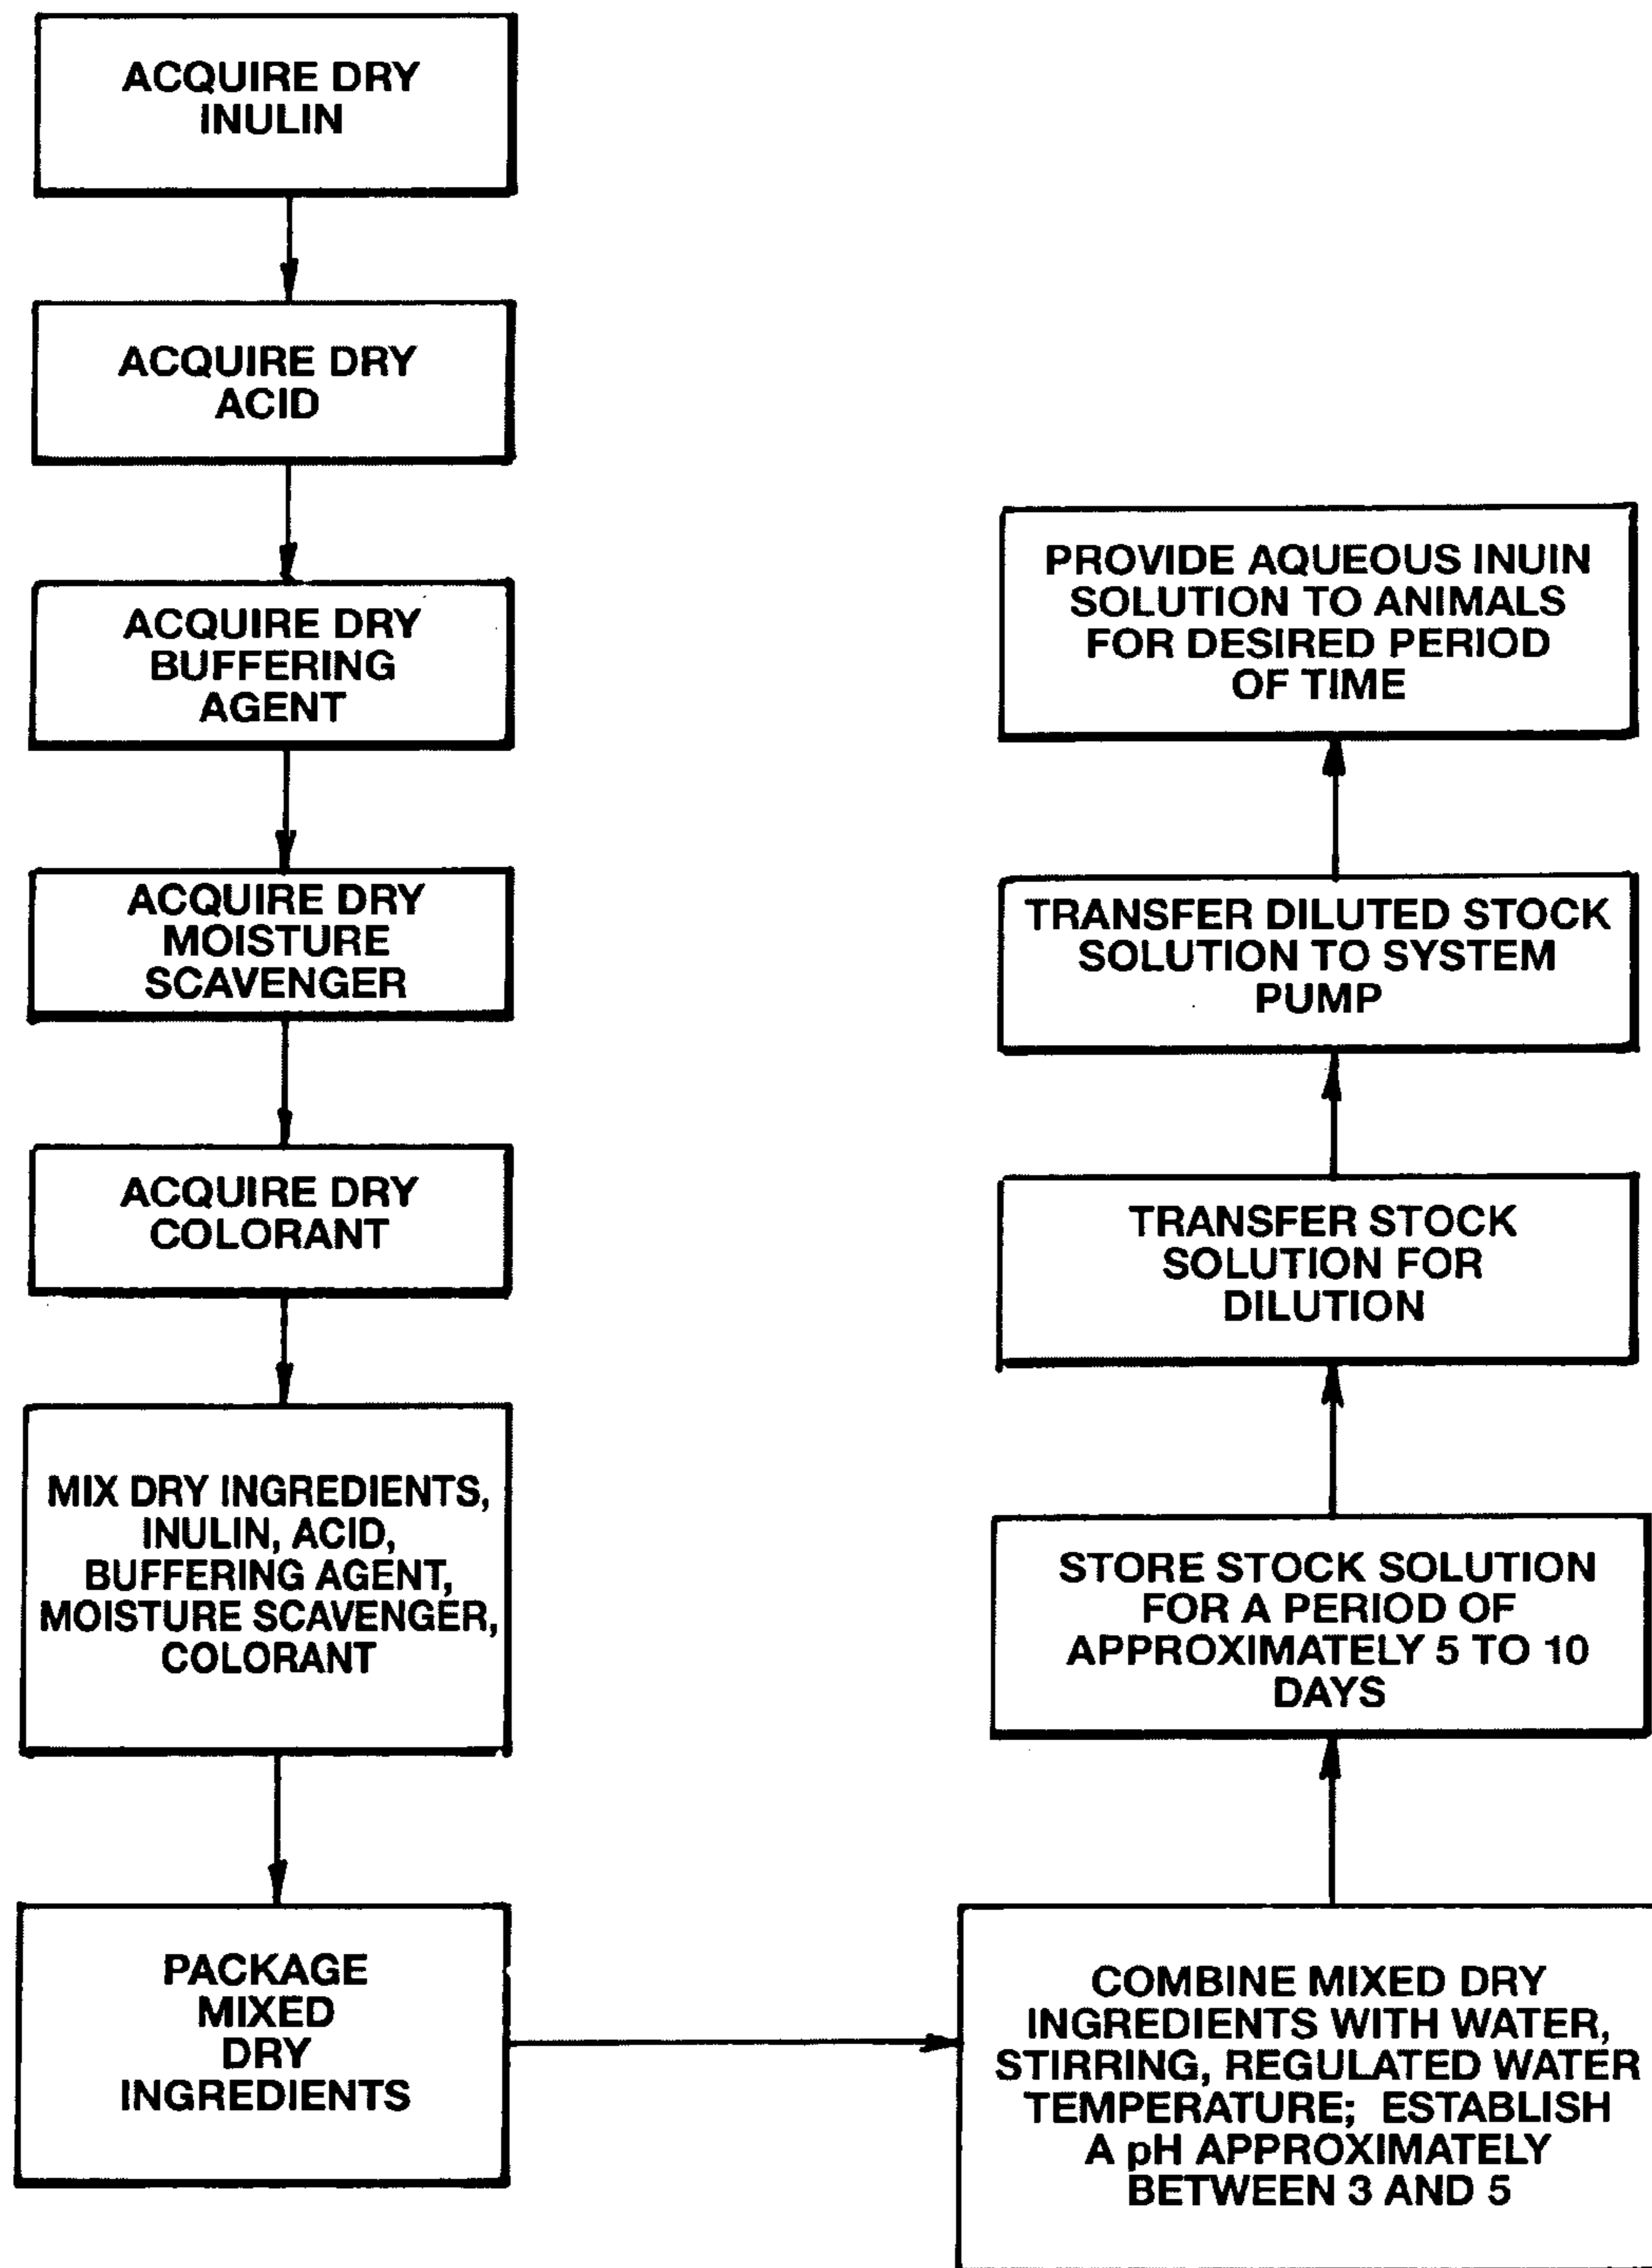 ACQUIRE DRY
INULIN
ACQUIRE DRY
ACID
ACQUIRE DRY
BUFFERING
AGENT
ACQUIRE DRY
MOISTURE
SCAVENGER
ACQUIRE DRY
COLORANT
MIX DRY INGREDIENTS,
INULIN, ACID,
BUFFERING AGENT,
MOISTURE SCAVENGER,
COLORANT
PACKAGE
MIXED
DRY
INGREDIENTS
COMBINE MIXED DRY
INGREDIENTS WITH WATER,
STIRRING, REGULATED WATER
TEMPERATURE; ESTABLISH
A pH APPROXIMATELY
BETWEEN 3 AND 5
STORE STOCK SOLUTION
FOR A PERIOD OF
APPROXIMATELY 5 TO 10
DAYS
TRANSFER STOCK
SOLUTION FOR
DILUTION
TRANSFER DILUTED STOCK
SOLUTION TO SYSTEM
PUMP
PROVIDE AQUEOUS INUIN
SOLUTION TO ANIMALS
FOR DESIRED PERIOD
OF TIME